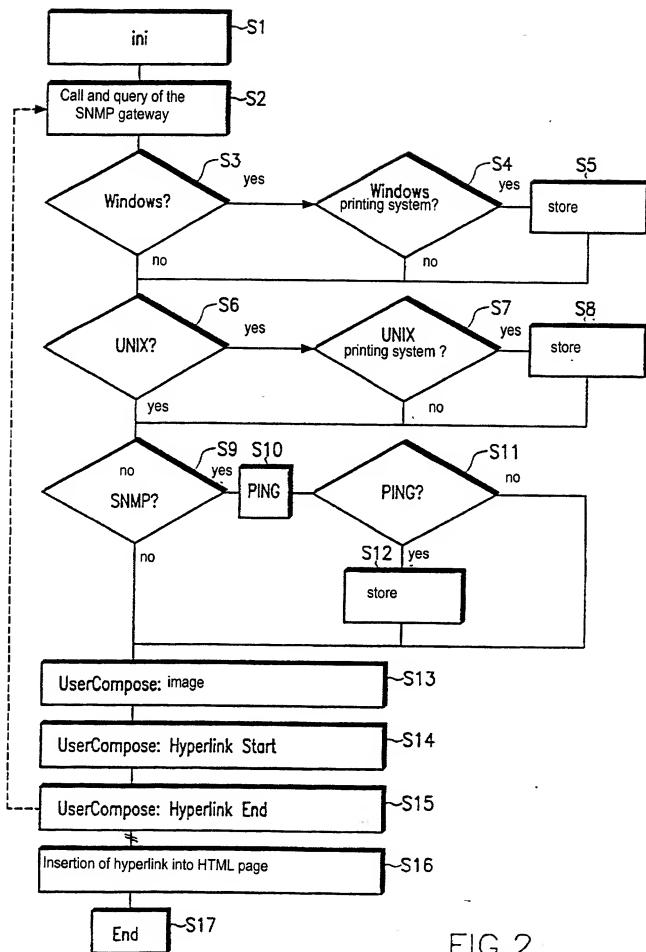 ini
S1
Call and query of the
SNMP gateway
S2
S3
Windows?
yes
no
S4
Windows
printing system?
yes
no
S5
store
S6
UNIX?
yes
yes
S7
UNIX
printing system ?
yes
no
S8
store
S9
no
SNMP?
yes
no
S10
PING
S11
PING?
no
yes
S12
store
UserCompose: image
S13
UserCompose: Hyperlink Start
S14
UserCompose: Hyperlink End
S15
Insertion of hyperlink into HTML page
S16
End
S17
FIG 2